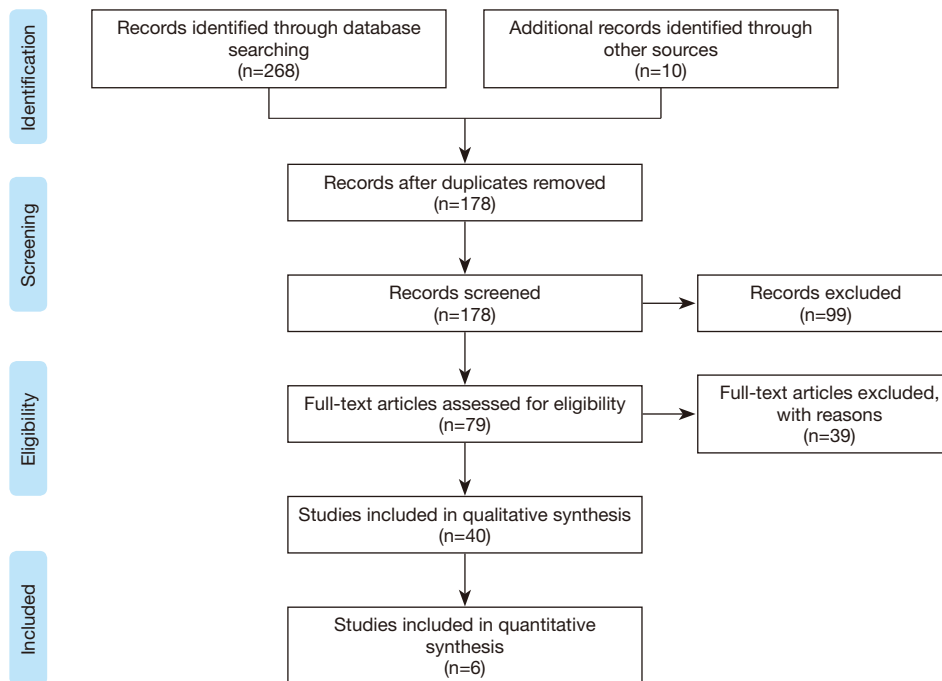 Identification
Records identified through database
searching
(n=268)
Additional records identified through
other sources
(n=10)
Screening
Records after duplicates removed
(n=178)
Records screened
(n=178)
Records excluded
(n=99)
Eligibility
Full-text articles assessed for eligibility
(n=79)
Full-text articles excluded,
with reasons
(n=39)
Studies included in qualitative synthesis
(n=40)
Included
Studies included in quantitative
synthesis
(n=6)